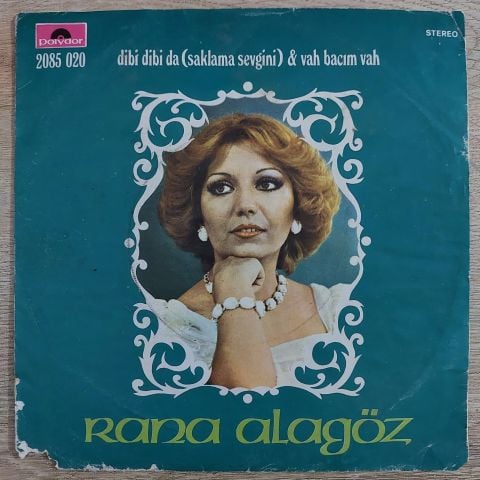 Polydor
2085 020
dibi dibi da (saklama sevgini) & vah bacım vah
STEREO
Rana alagöz